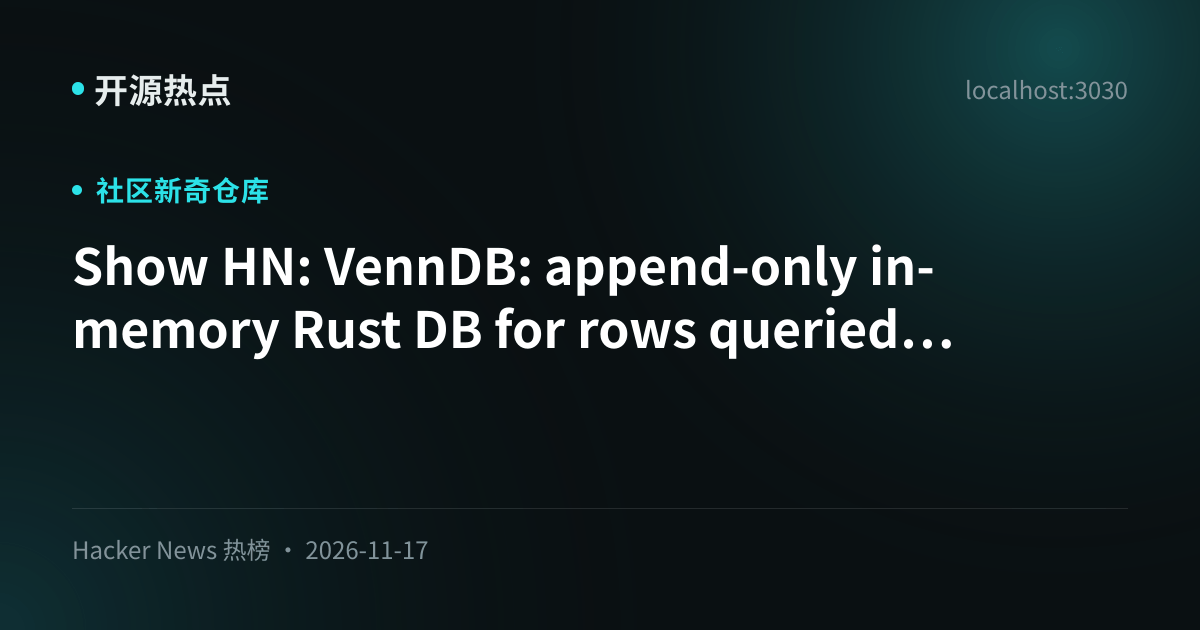 开源热点
localhost:3030
社区新奇仓库
Show HN: VennDB: append-only in-
memory Rust DB for rows queried…
Hacker News 热榜 · 2026-11-17